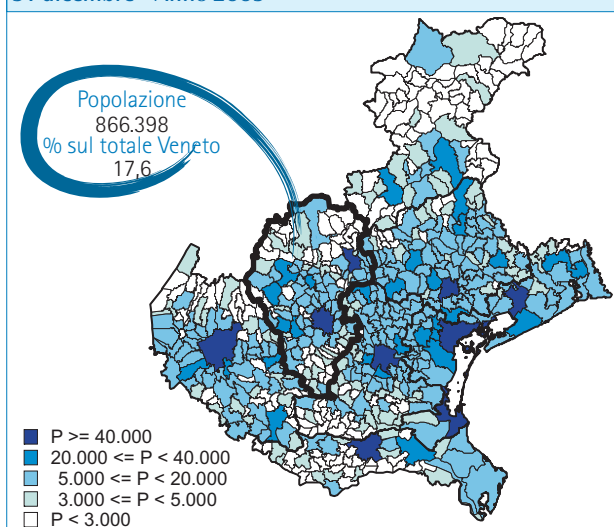 Popolazione
866.398
% sul totale Veneto
17,6
P >= 40.000
20.000 <= P < 40.000
5.000 <= P < 20.000
3.000 <= P < 5.000
P < 3.000